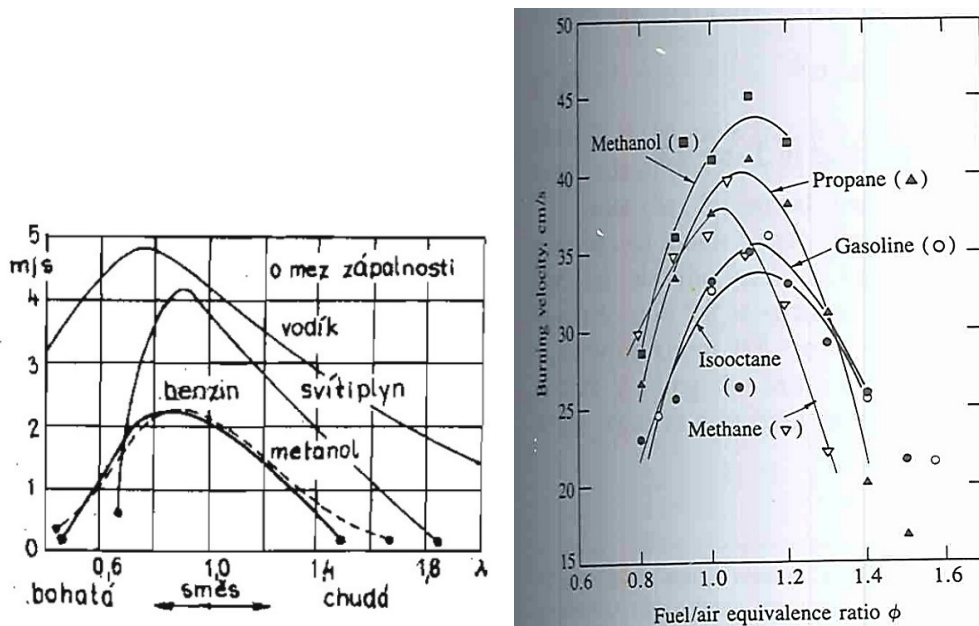 5
m/s
4
3
2
1
0
o mez zápalnosti
vodík
benzin
svítiplyn
metanol
0,6
1,0
1,4
1,8
λ
bohatá
směs
chudá
50
45
40
35
30
25
20
15
Burning velocity, cm/s
Methanol (■)
Propane (▲)
Gasoline (○)
Isooctane
(●)
Methane (▽)
0.6
0.8
1.0
1.2
1.4
1.6
Fuel/air equivalence ratio ϕ